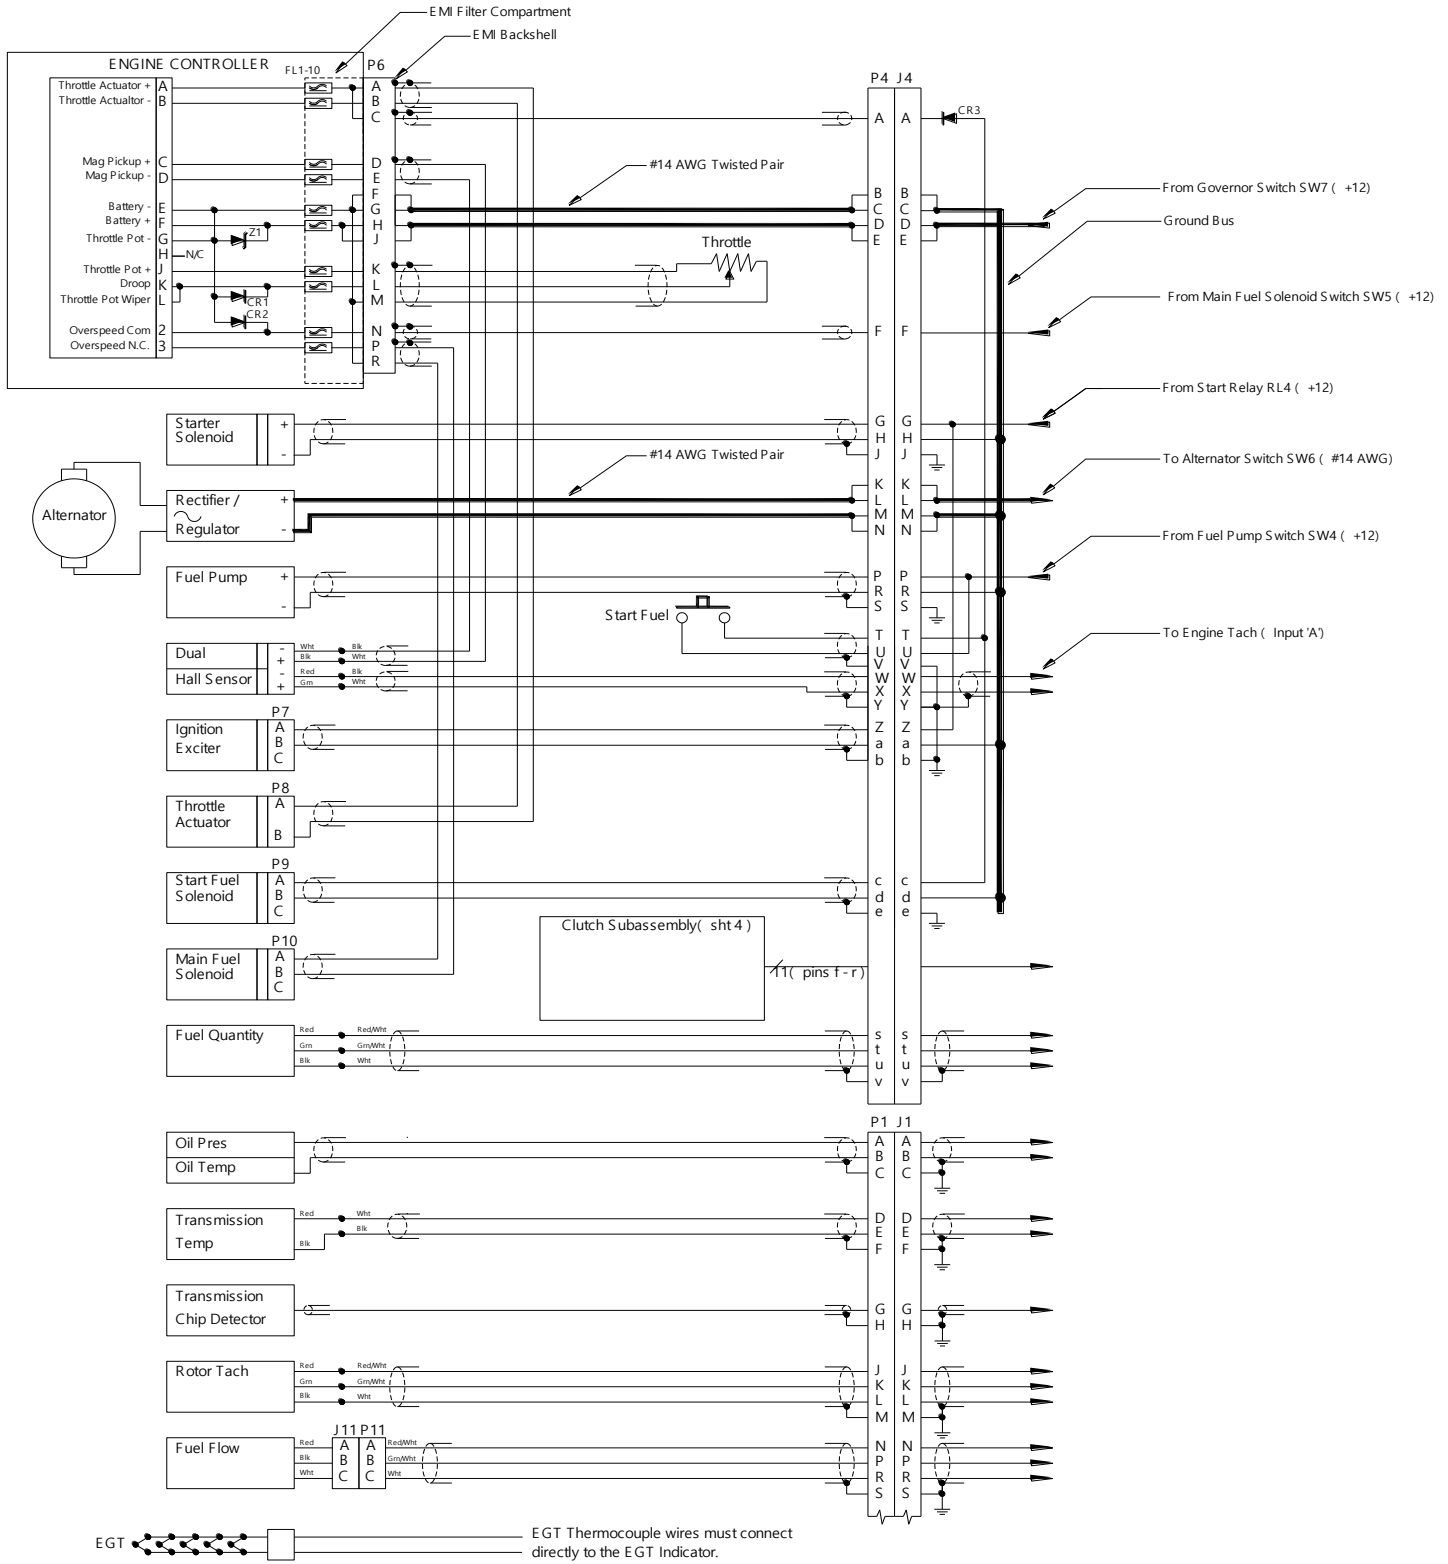 EMI Filter Compartment
EMI Backshell
ENGINE CONTROLLER
FL1-10
P6
P4 J4
Throttle Actuator + A
A
Throttle Actualtor - B
B
C
A A
CR3
Mag Pickup + C
D
#14 AWG Twisted Pair
Mag Pickup - D
E
F
B B
From Governor Switch SW7 ( +12)
Battery - E
G
C C
Battery + F
H
D D
Ground Bus
Throttle Pot - G
Z1
J
E E
H N/C
Throttle
Throttle Pot + J
K
Droop K
L
Throttle Pot Wiper L
CR1
M
From Main Fuel Solenoid Switch SW5 ( +12)
CR2
Overspeed Com 2
N
F F
Overspeed N.C. 3
P
R
From Start Relay RL4 ( +12)
Starter
Solenoid
+
-
G G
H H
J J
#14 AWG Twisted Pair
To Alternator Switch SW6 ( #14 AWG)
Alternator
Rectifier /
Regulator
+
-
K K
L L
M M
N N
From Fuel Pump Switch SW4 ( +12)
Fuel Pump
+
-
P P
R R
S S
Start Fuel
T T
U U
V V
To Engine Tach ( Input 'A')
Dual
Hall Sensor
- Wht Blk
+ Blk Wht
- Red Blk
+ Grn Wht
W W
X X
Y Y
P7
Ignition
Exciter
A
B
C
Z Z
a a
b b
P8
Throttle
Actuator
A
B
P9
Start Fuel
Solenoid
A
B
C
c c
d d
e e
Clutch Subassembly( sht 4 )
11( pins f - r )
P10
Main Fuel
Solenoid
A
B
C
Fuel Quantity
Red Red/Wht
Grn Grn/Wht
Blk Wht
s s
t t
u u
v v
P1 J1
Oil Pres
Oil Temp
A A
B B
C C
Transmission
Temp
Red Wht
Blk
Blk
D D
E E
F F
Transmission
Chip Detector
G G
H H
Rotor Tach
Red Red/Wht
Grn Grn/Wht
Blk Wht
J J
K K
L L
M M
J11 P11
Fuel Flow
Red A A Red/Wht
Blk B B Grn/Wht
Wht C C Wht
N N
P P
R R
S S
EGT
EGT Thermocouple wires must connect
directly to the EGT Indicator.